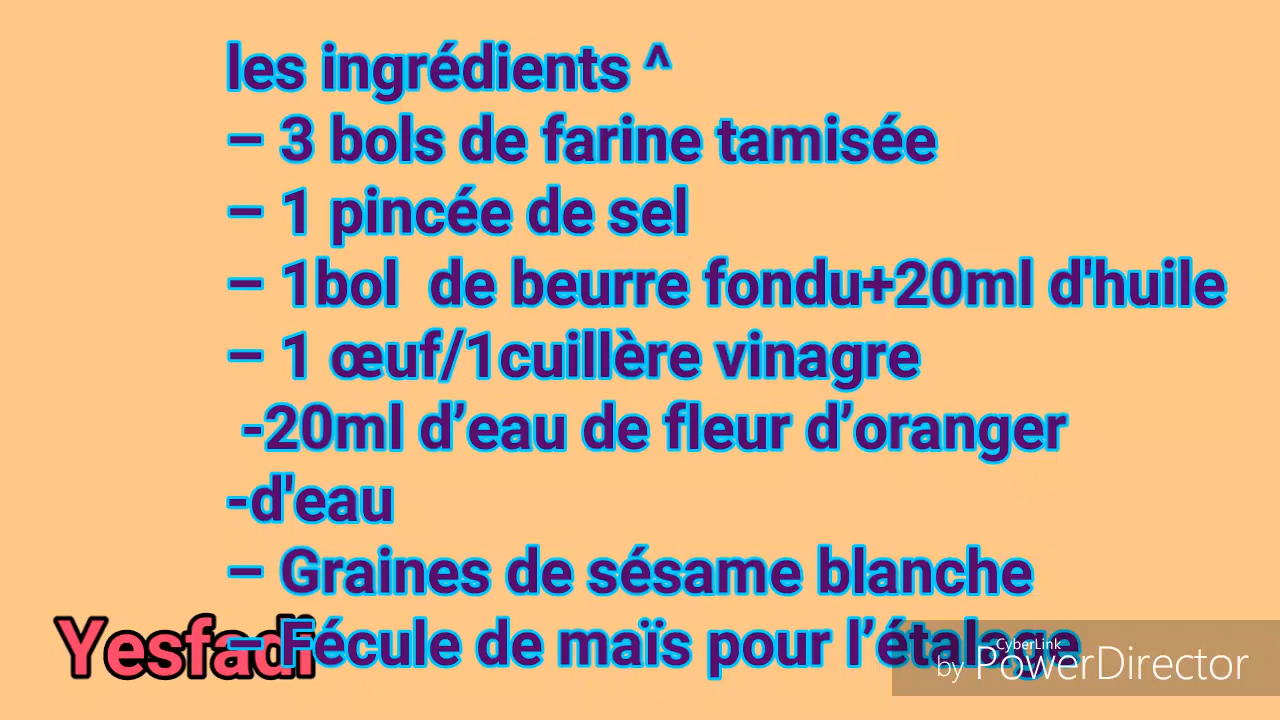 les ingrédients ^
– 3 bols de farine tamisée
– 1 pincée de sel
– 1bol  de beurre fondu+20ml d'huile
– 1 œuf/1cuillère vinagre
-20ml d’eau de fleur d’oranger
-d'eau
– Graines de sésame blanche
– Fécule de maïs pour l’étalage
Yesfadi
CyberLink
by PowerDirector